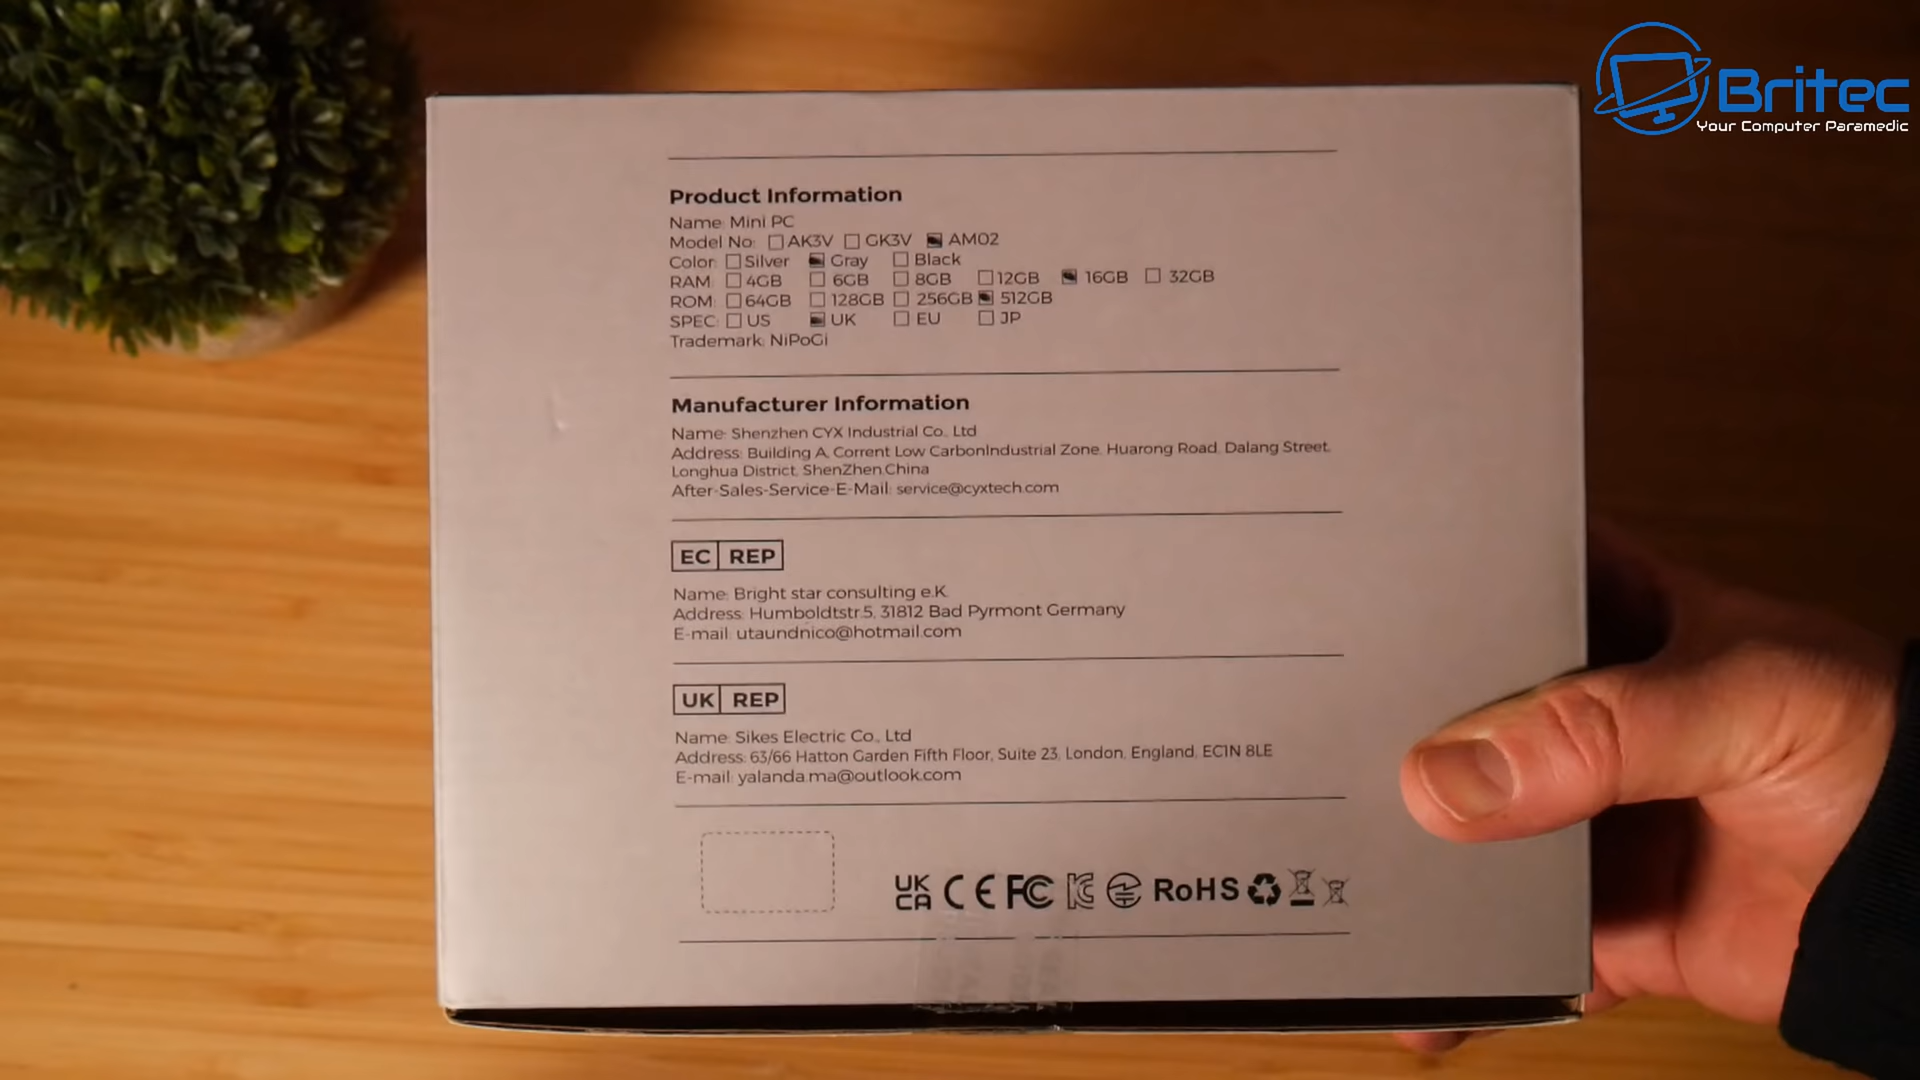 Britec
Your Computer Paramedic
Product Information
Name: Mini PC
Model No: AK3V GK3V AM02
Color: Silver Gray Black
RAM: 4GB 6GB 8GB 12GB 16GB 32GB
ROM: 64GB 128GB 256GB 512GB
SPEC: US UK EU JP
Trademark: NiPoGi
Manufacturer Information
Name: Shenzhen CYX Industrial Co., Ltd
Address: Building A, Corrent Low CarbonIndustrial Zone, Huarong Road, Dalang Street,
Longhua District, ShenZhen,China
After-Sales-Service-E-Mail: service@cyxtech.com
EC REP
Name: Bright star consulting e.K.
Address: Humboldtstr.5, 31812 Bad Pyrmont Germany
E-mail: utaundnico@hotmail.com
UK REP
Name: Sikes Electric Co., Ltd
Address: 63/66 Hatton Garden Fifth Floor, Suite 23, London, England, EC1N 8LE
E-mail: yalanda.ma@outlook.com
UK CA CE FC RoHS